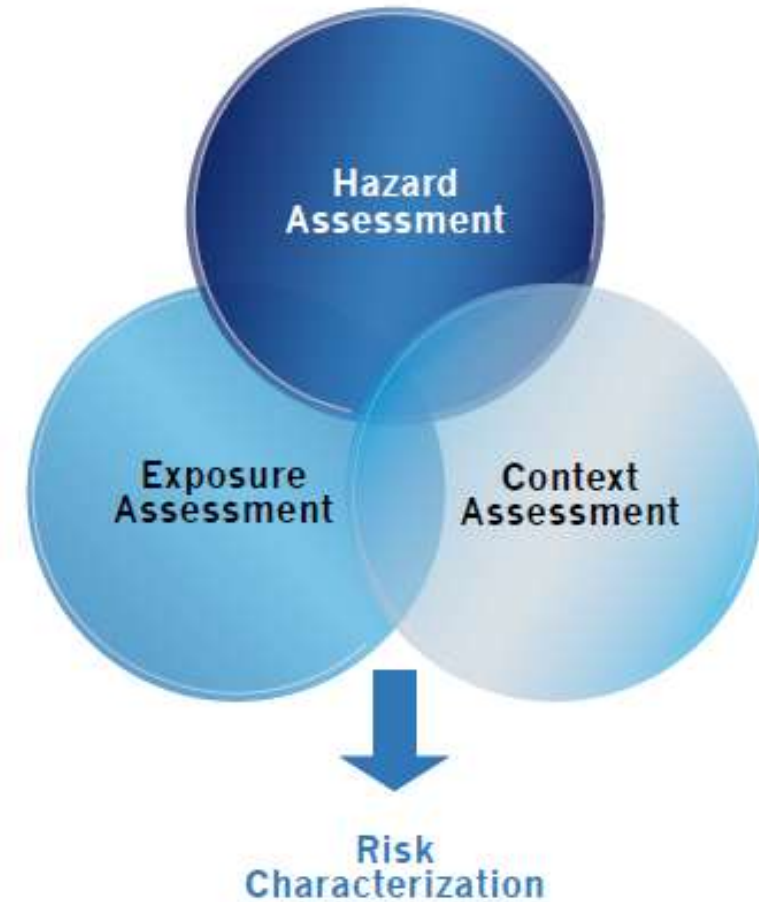 Hazard
Assessment
Exposure
Assessment
Context
Assessment
Risk
Characterization